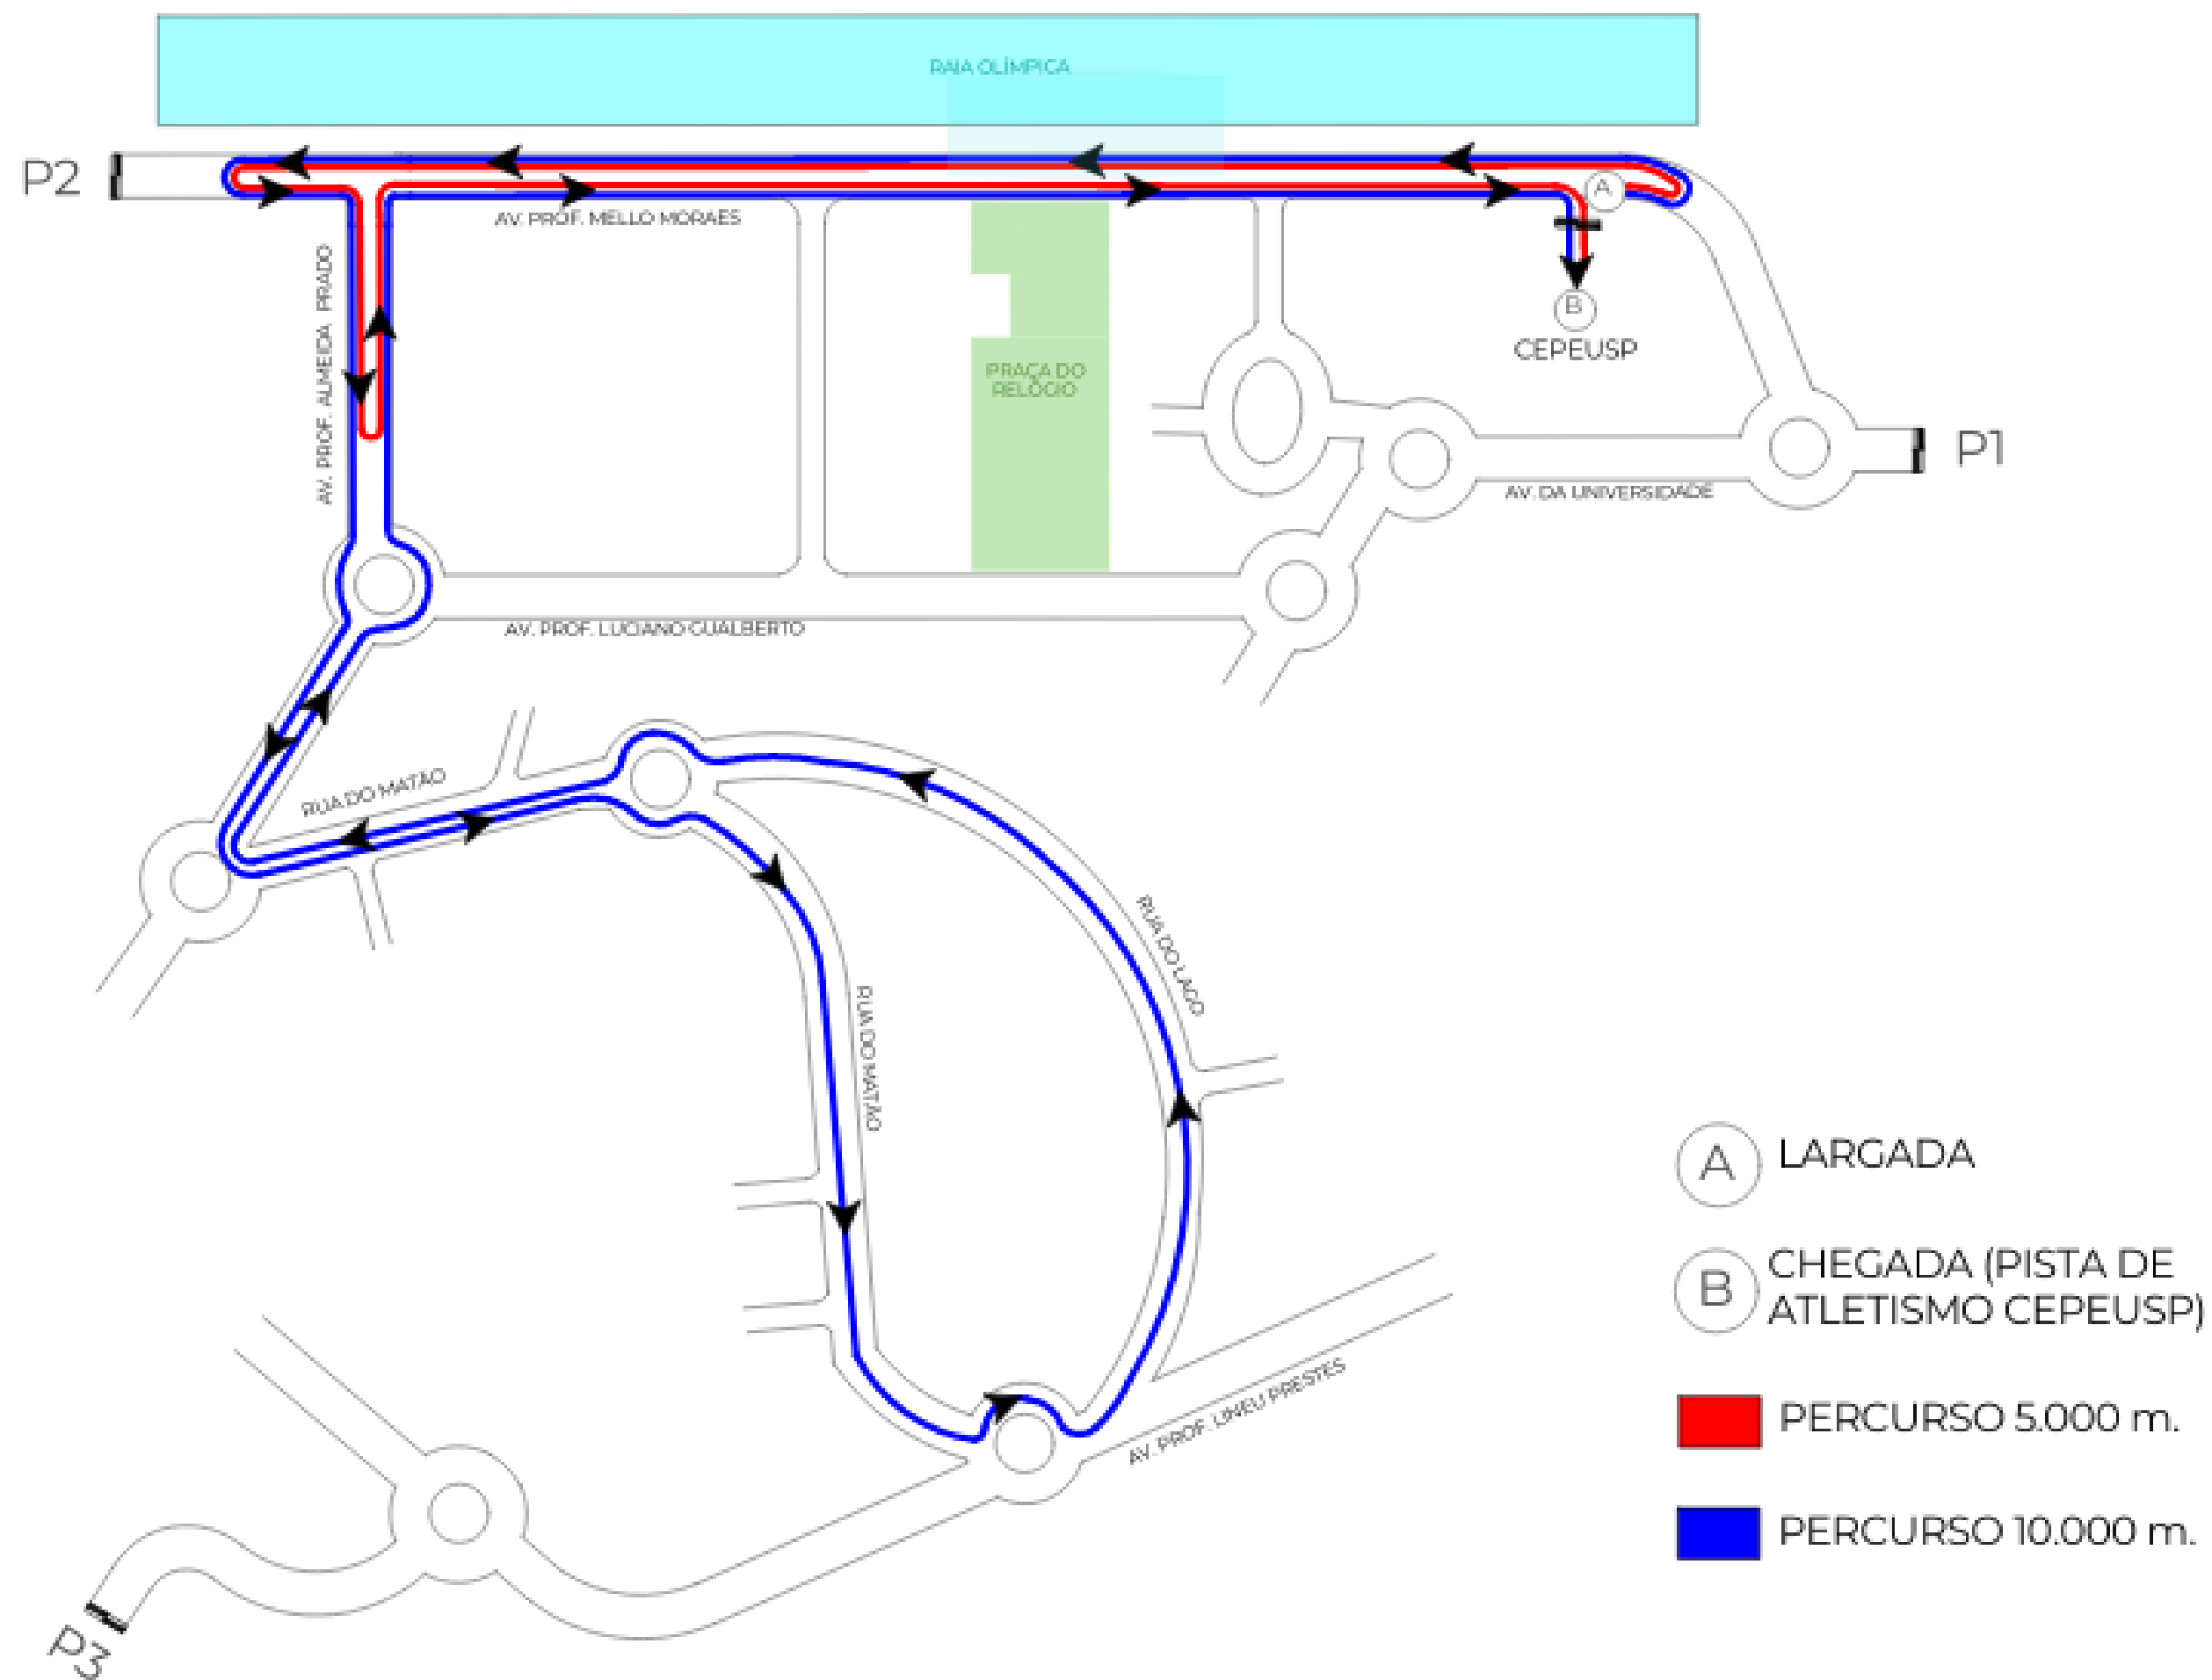 RAIA OLÍMPICA
P2
A
AV. PROF. MELLO MORAES
AV. PROF. ALMEIDA PRADO
B
CEPEUSP
PRAÇA DO
RELÓGIO
P1
AV. DA UNIVERSIDADE
AV. PROF. LUCIANO GUALBERTO
RUA DO MATÃO
RUA DO LAGO
RUA DO MATÃO
A LARGADA
B CHEGADA (PISTA DE
ATLETISMO CEPEUSP)
AV. PROF. LINEU PRESTES
PERCURSO 5.000 m.
PERCURSO 10.000 m.
P3